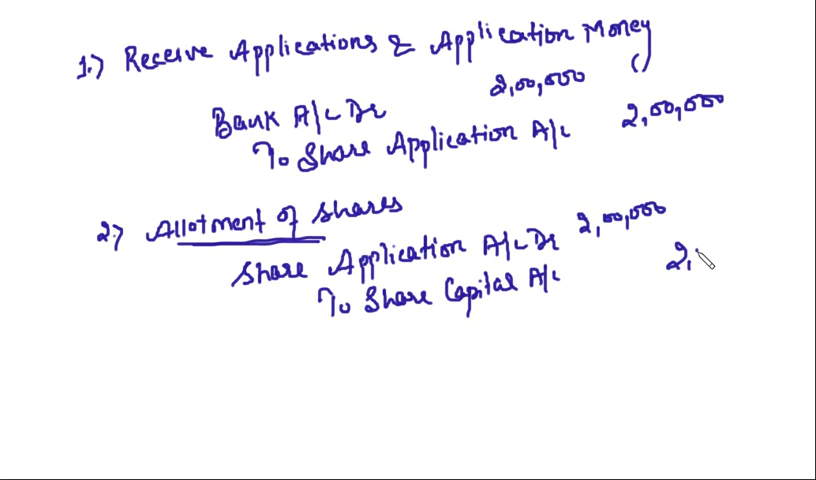 1.) Receive Applications & Application Money
()
Bank A/c Dr 2,00,000
To Share Application A/c 2,00,000
2.) Allotment of shares
Share Application A/c Dr 2,00,000
To Share Capital A/c 2,